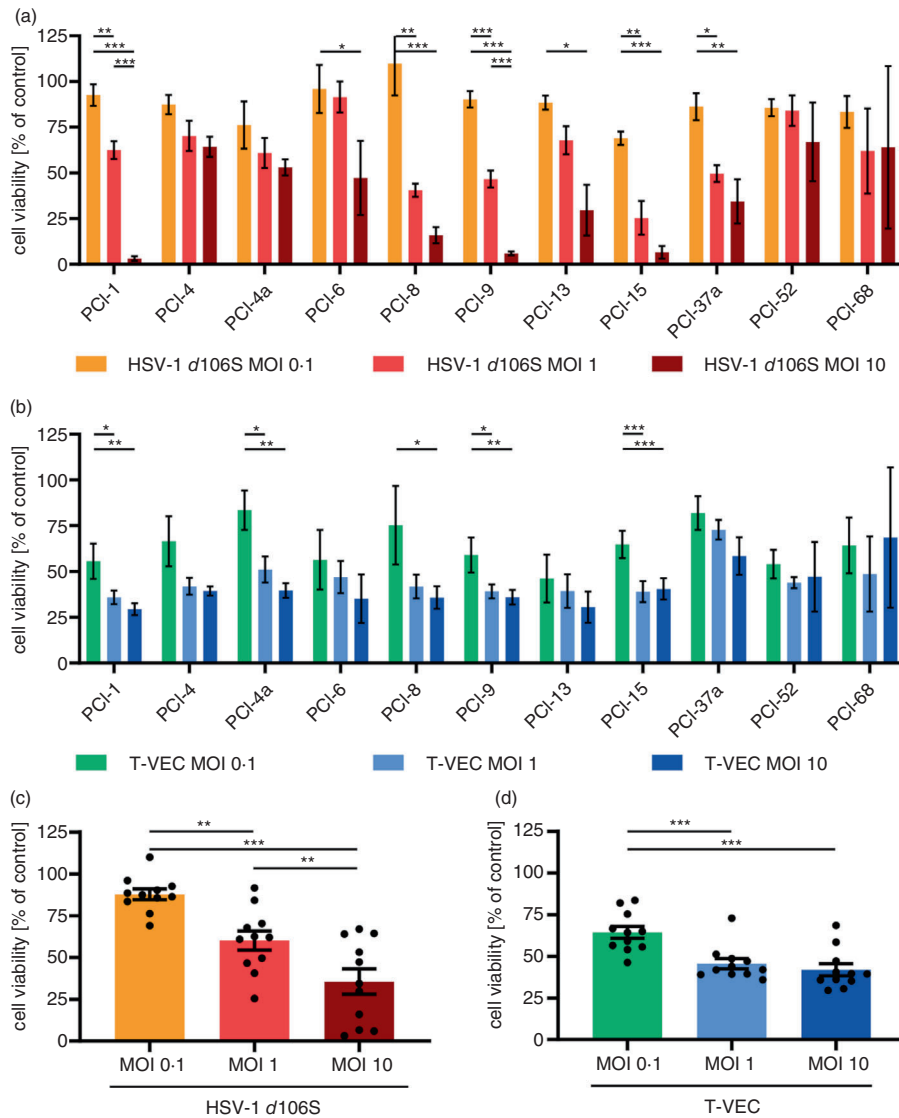 (a)
** *** *** * ** *** *** *** *** * ** *** * **
cell viability [% of control]
125
100
75
50
25
0
PCI-1 PCI-4 PCI-4a PCI-6 PCI-8 PCI-9 PCI-13 PCI-15 PCI-37a PCI-52 PCI-68
HSV-1 d106S MOI 0·1 HSV-1 d106S MOI 1 HSV-1 d106S MOI 10
(b)
* ** * ** * * ** *** ***
cell viability [% of control]
125
100
75
50
25
0
PCI-1 PCI-4 PCI-4a PCI-6 PCI-8 PCI-9 PCI-13 PCI-15 PCI-37a PCI-52 PCI-68
T-VEC MOI 0·1 T-VEC MOI 1 T-VEC MOI 10
(c)
**
***
**
cell viability [% of control]
125
100
75
50
25
0
MOI 0·1 MOI 1 MOI 10
HSV-1 d106S
(d)
***
***
cell viability [% of control]
125
100
75
50
25
0
MOI 0·1 MOI 1 MOI 10
T-VEC